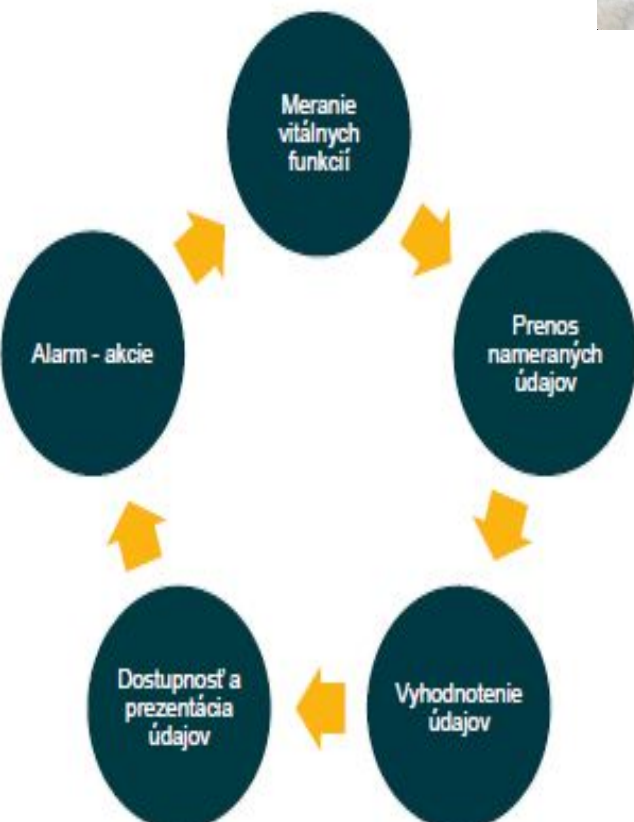 Meranie
vitálnych
funkcií
Prenos
nameraných
údajov
Vyhodnotenie
údajov
Dostupnosť a
prezentácia
údajov
Alarm - akcie